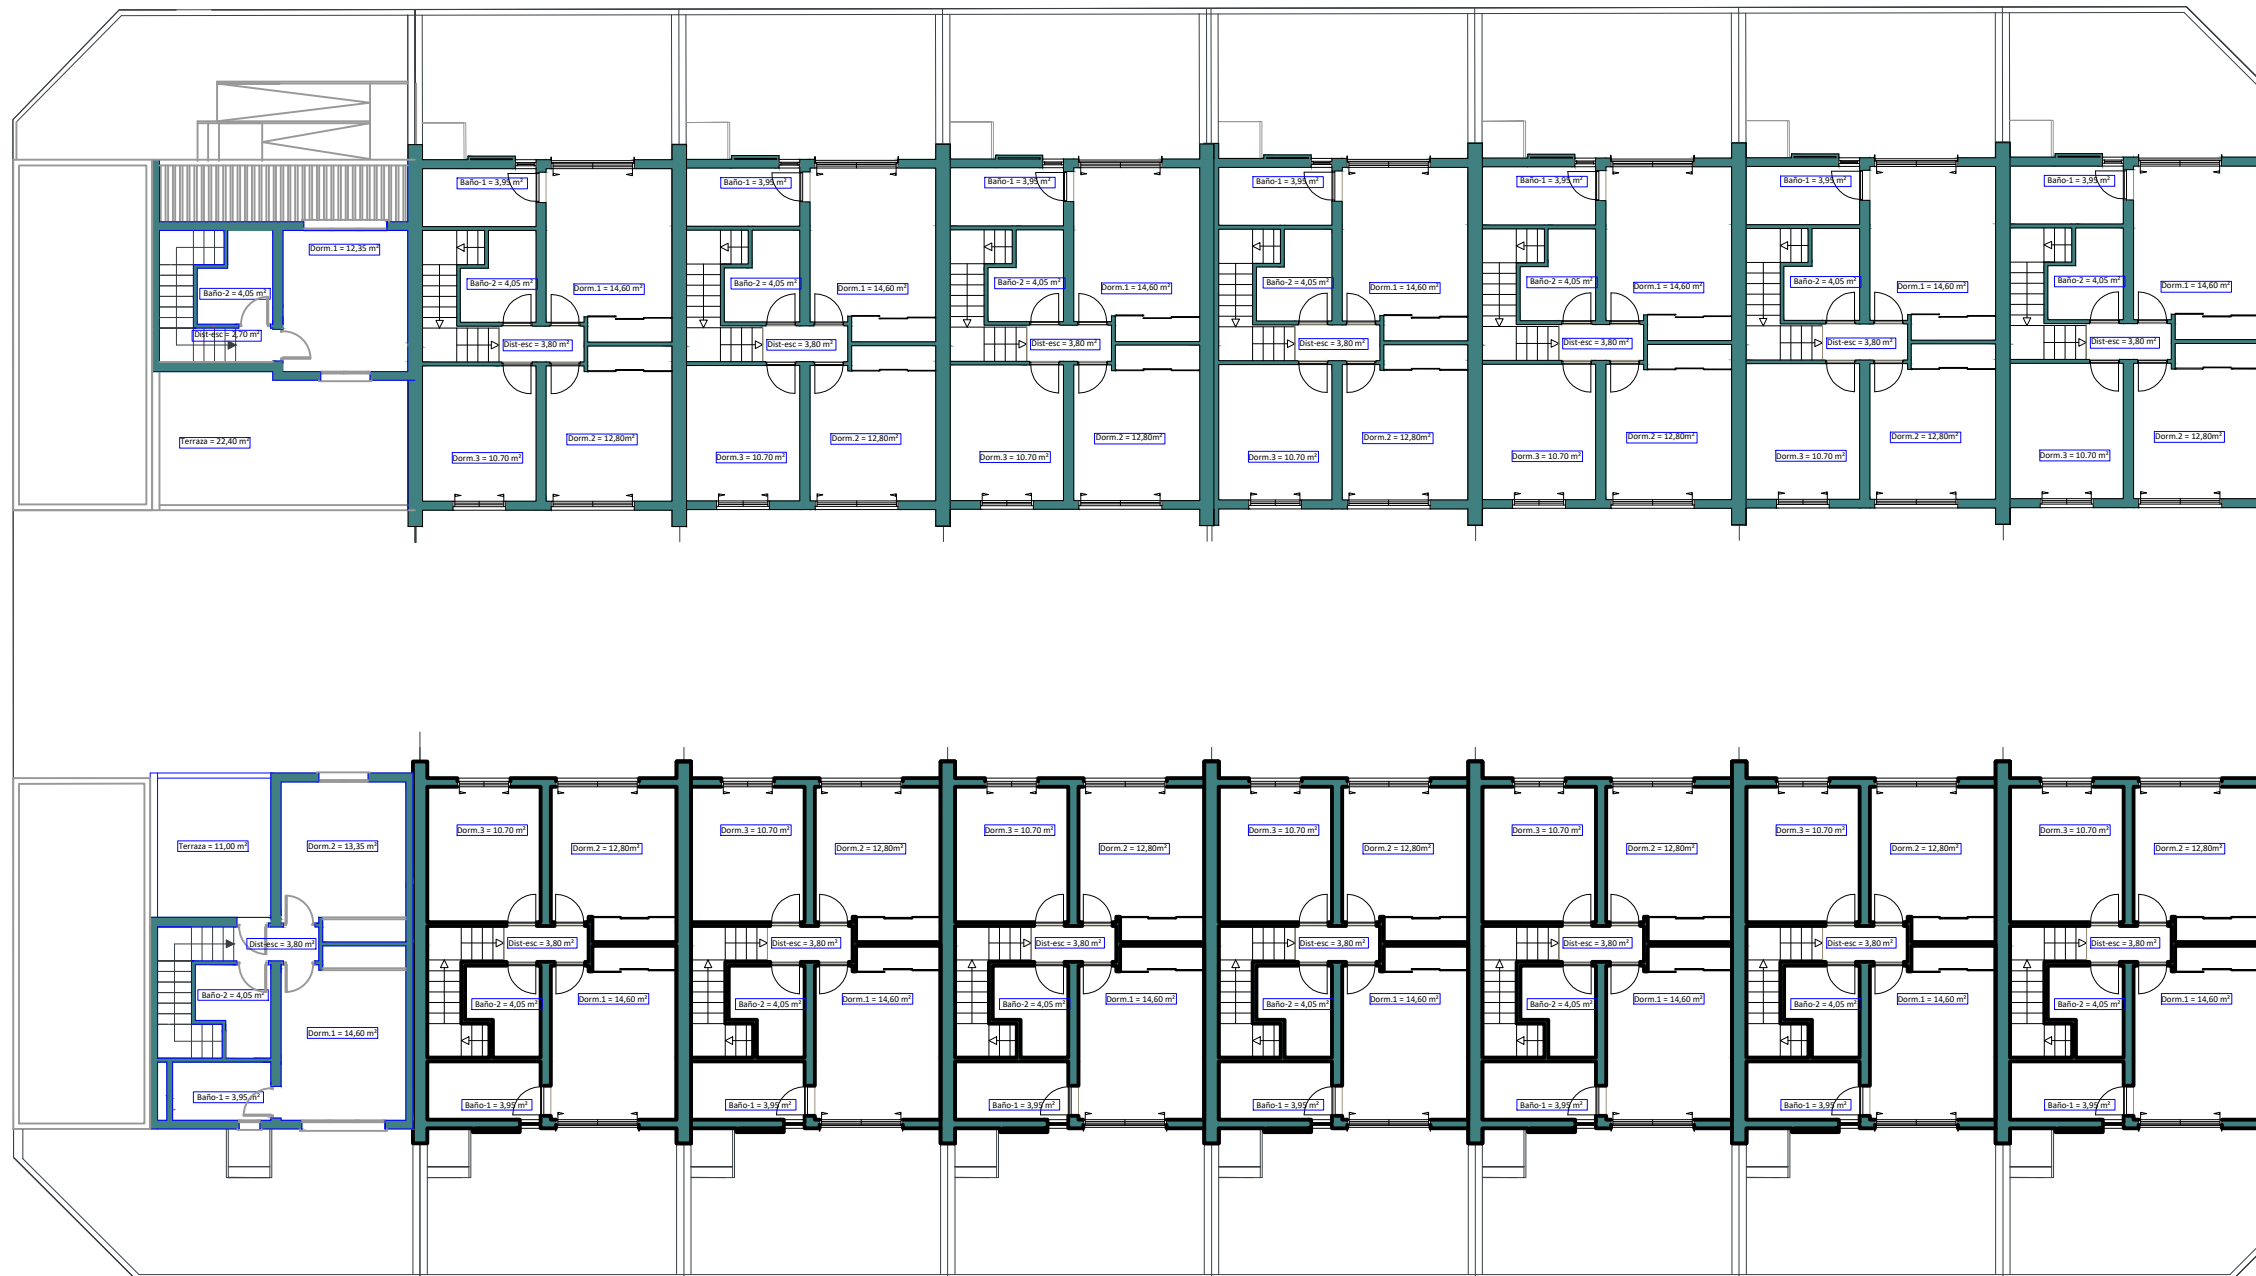 Baño-1 = 3,95 m²
Baño-1 = 3,95 m²
Baño-1 = 3,95 m²
Baño-1 = 3,95 m²
Baño-1 = 3,95 m²
Baño-1 = 3,95 m²
Baño-1 = 3,95 m²
Dorm.1 = 12,35 m²
Baño-2 = 4,05 m²
Baño-2 = 4,05 m²
Dorm.1 = 14,60 m²
Baño-2 = 4,05 m²
Dorm.1 = 14,60 m²
Baño-2 = 4,05 m²
Dorm.1 = 14,60 m²
Baño-2 = 4,05 m²
Dorm.1 = 14,60 m²
Baño-2 = 4,05 m²
Dorm.1 = 14,60 m²
Baño-2 = 4,05 m²
Dorm.1 = 14,60 m²
Baño-2 = 4,05 m²
Dorm.1 = 14,60 m²
Dist-esc = 2,70 m²
Dist-esc = 3,80 m²
Dist-esc = 3,80 m²
Dist-esc = 3,80 m²
Dist-esc = 3,80 m²
Dist-esc = 3,80 m²
Dist-esc = 3,80 m²
Dist-esc = 3,80 m²
Terraza = 22,40 m²
Dorm.3 = 10.70 m²
Dorm.2 = 12,80m²
Dorm.3 = 10.70 m²
Dorm.2 = 12,80m²
Dorm.3 = 10.70 m²
Dorm.2 = 12,80m²
Dorm.3 = 10.70 m²
Dorm.2 = 12,80m²
Dorm.3 = 10.70 m²
Dorm.2 = 12,80m²
Dorm.3 = 10.70 m²
Dorm.2 = 12,80m²
Dorm.3 = 10.70 m²
Dorm.2 = 12,80m²
Terraza = 11,00 m²
Dorm.2 = 13,35 m²
Dorm.3 = 10.70 m²
Dorm.2 = 12,80m²
Dorm.3 = 10.70 m²
Dorm.2 = 12,80m²
Dorm.3 = 10.70 m²
Dorm.2 = 12,80m²
Dorm.3 = 10.70 m²
Dorm.2 = 12,80m²
Dorm.3 = 10.70 m²
Dorm.2 = 12,80m²
Dorm.3 = 10.70 m²
Dorm.2 = 12,80m²
Dorm.3 = 10.70 m²
Dorm.2 = 12,80m²
Dist-esc = 3,80 m²
Dist-esc = 3,80 m²
Dist-esc = 3,80 m²
Dist-esc = 3,80 m²
Dist-esc = 3,80 m²
Dist-esc = 3,80 m²
Dist-esc = 3,80 m²
Dist-esc = 3,80 m²
Baño-2 = 4,05 m²
Dorm.1 = 14,60 m²
Baño-2 = 4,05 m²
Dorm.1 = 14,60 m²
Baño-2 = 4,05 m²
Dorm.1 = 14,60 m²
Baño-2 = 4,05 m²
Dorm.1 = 14,60 m²
Baño-2 = 4,05 m²
Dorm.1 = 14,60 m²
Baño-2 = 4,05 m²
Dorm.1 = 14,60 m²
Baño-2 = 4,05 m²
Dorm.1 = 14,60 m²
Baño-2 = 4,05 m²
Dorm.1 = 14,60 m²
Baño-1 = 3,95 m²
Baño-1 = 3,95 m²
Baño-1 = 3,95 m²
Baño-1 = 3,95 m²
Baño-1 = 3,95 m²
Baño-1 = 3,95 m²
Baño-1 = 3,95 m²
Baño-1 = 3,95 m²